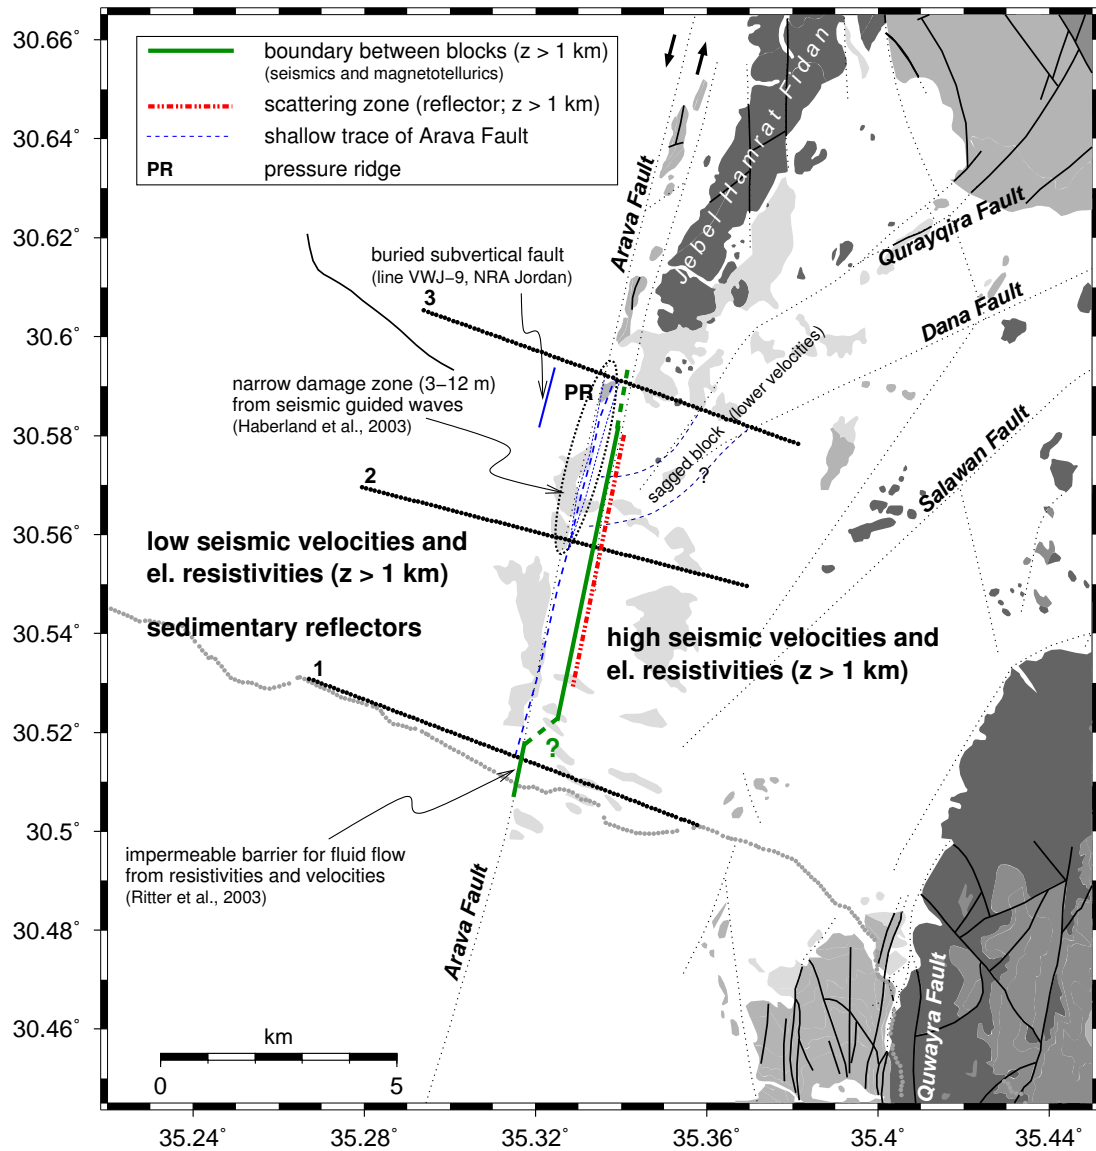 30.66°
30.64°
30.62°
30.6°
30.58°
30.56°
30.54°
30.52°
30.5°
30.48°
30.46°
boundary between blocks (z > 1 km)
(seismics and magnetotellurics)
scattering zone (reflector; z > 1 km)
shallow trace of Arava Fault
PR pressure ridge
Jebel Hamrat Fidan
Arava Fault
Qurayqira Fault
Dana Fault
Salawan Fault
buried subvertical fault
(line VWJ–9, NRA Jordan)
3
narrow damage zone (3–12 m)
from seismic guided waves
(Haberland et al., 2003)
PR
sagged block (lower velocities)
?
2
low seismic velocities and
el. resistivities (z > 1 km)
sedimentary reflectors
high seismic velocities and
el. resistivities (z > 1 km)
1
?
impermeable barrier for fluid flow
from resistivities and velocities
(Ritter et al., 2003)
Arava Fault
Quwayra Fault
km
0 5
35.24° 35.28° 35.32° 35.36° 35.4° 35.44°